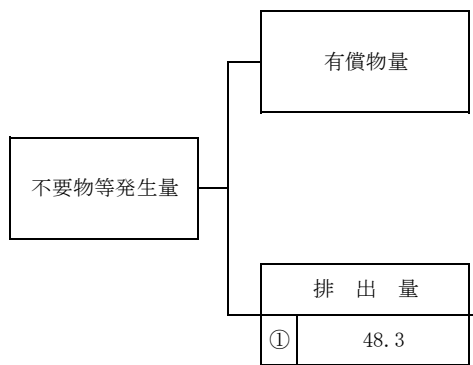 有償物量
不要物等発生量
排 出 量
① 48.3